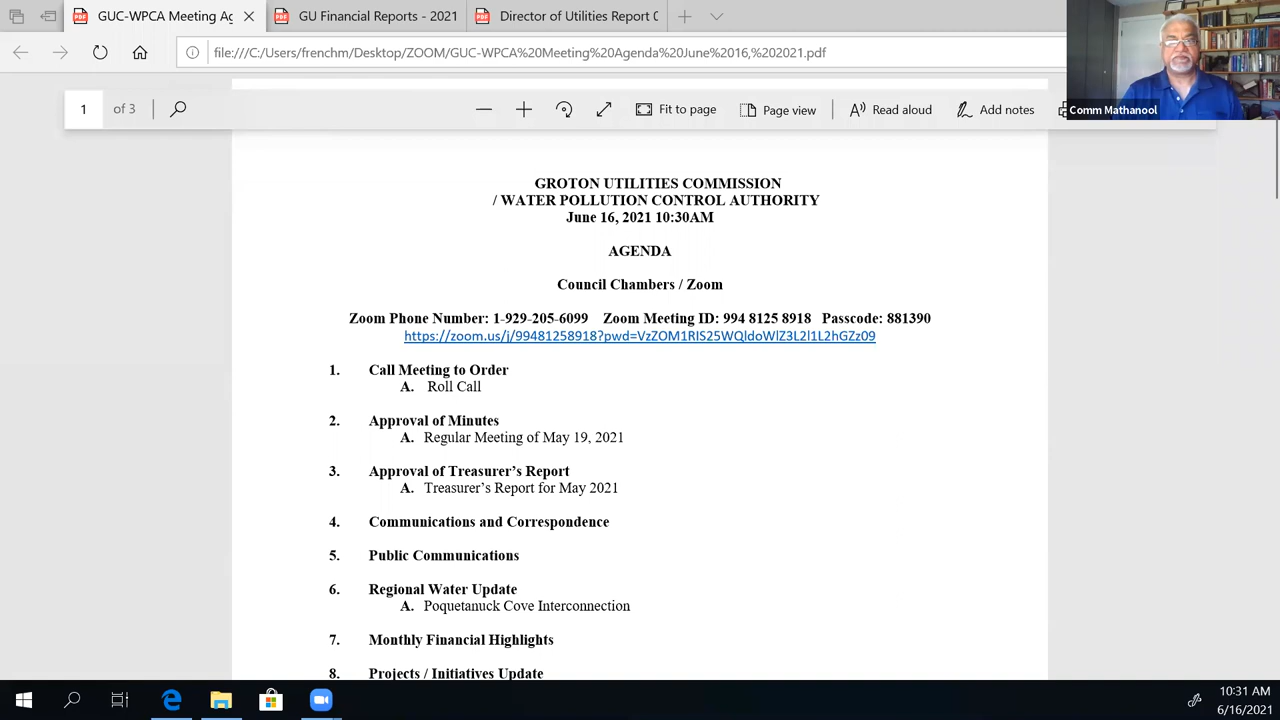 GUC-WPCA Meeting Ag
GU Financial Reports - 2021
Director of Utilities Report
file:///C:/Users/frenchm/Desktop/ZOOM/GUC-WPCA%20Meeting%20Agenda%20June%2016,%202021.pdf
Comm Mathanool
1 of 3
Fit to page
Page view
Read aloud
Add notes
GROTON UTILITIES COMMISSION
/ WATER POLLUTION CONTROL AUTHORITY
June 16, 2021 10:30AM
AGENDA
Council Chambers / Zoom
Zoom Phone Number: 1-929-205-6099 Zoom Meeting ID: 994 8125 8918 Passcode: 881390
https://zoom.us/j/99481258918?pwd=VzZOM1RIS25WQldoWlZ3L2l1L2hGZz09
1. Call Meeting to Order
A. Roll Call
2. Approval of Minutes
A. Regular Meeting of May 19, 2021
3. Approval of Treasurer's Report
A. Treasurer's Report for May 2021
4. Communications and Correspondence
5. Public Communications
6. Regional Water Update
A. Poquetanuck Cove Interconnection
7. Monthly Financial Highlights
8. Projects / Initiatives Update
10:31 AM
6/16/2021